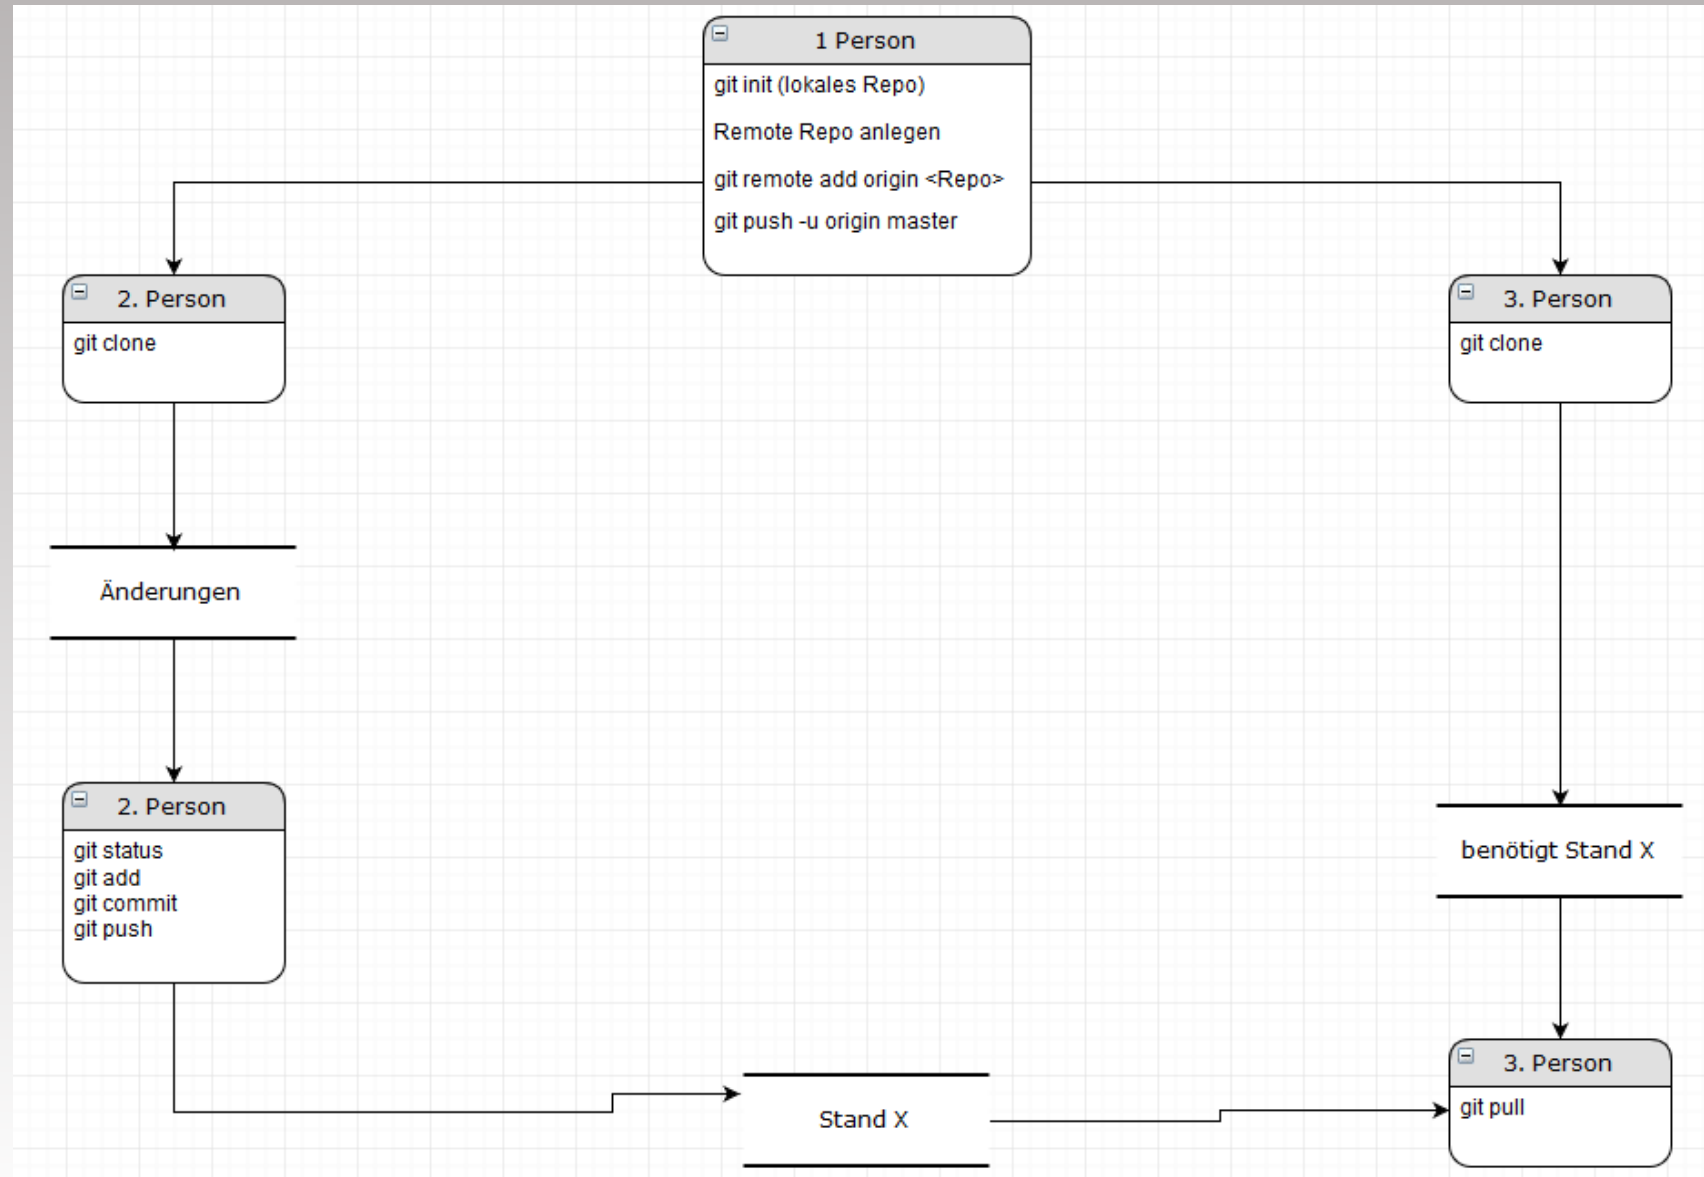 1 Person
git init (lokales Repo)
Remote Repo anlegen
git remote add origin <Repo>
git push -u origin master
2. Person
git clone
3. Person
git clone
Änderungen
2. Person
git status
git add
git commit
git push
benötigt Stand X
Stand X
3. Person
git pull